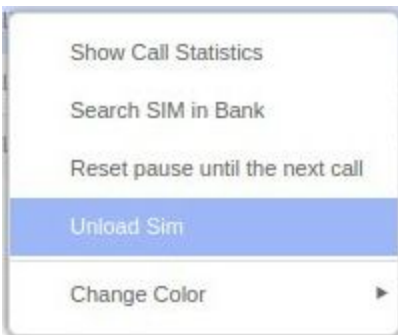 Show Call Statistics
Search SIM in Bank
Reset pause until the next call
Unload Sim
Change Color